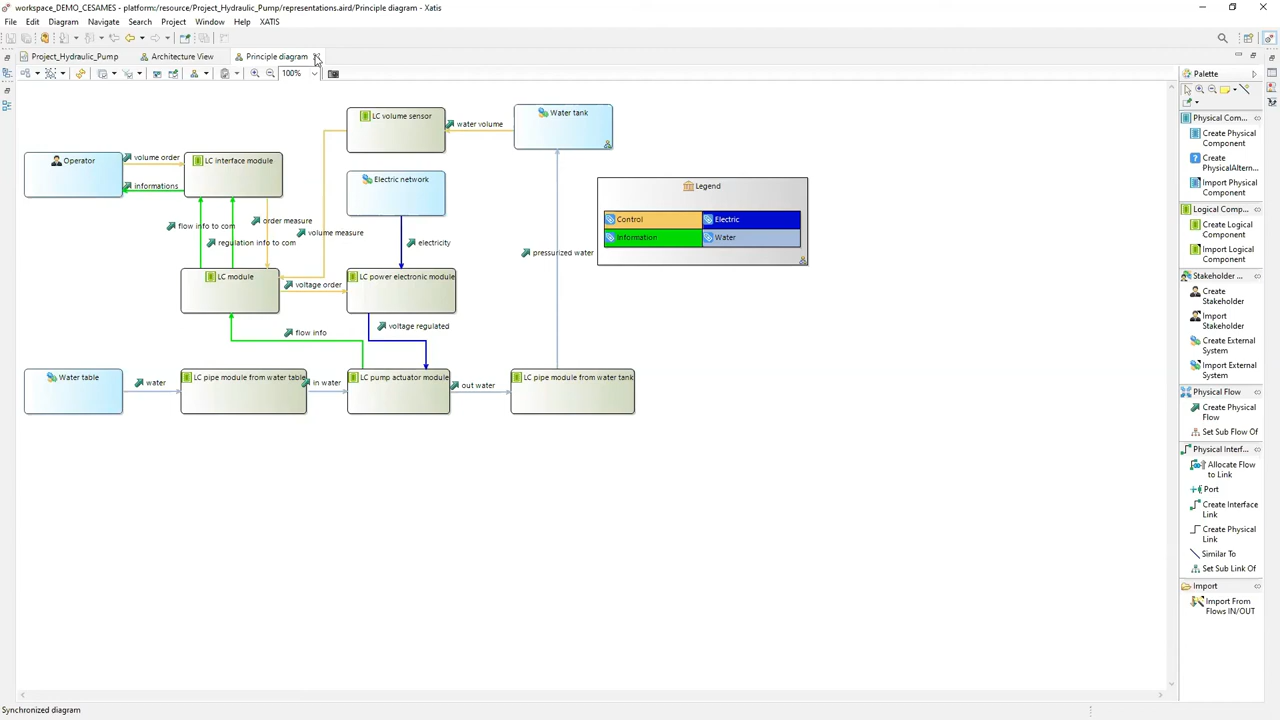 workspace_DEMO_CESAMES - platform:/resource/Project_Hydraulic_Pump/representations.aird/Principle diagram - Xatis
File Edit Diagram Navigate Search Project Window Help XATIS
Project_Hydraulic_Pump Architecture View Principle diagram
100%
LC volume sensor
water volume
Water tank
Operator
volume order
LC interface module
informations
Electric network
Legend
Control Electric
Information Water
flow info to com
order measure
regulation info to com
volume measure
electricity
pressurized water
LC module
voltage order
LC power electronic module
flow info
voltage regulated
Water table
water
LC pipe module from water table
in water
LC pump actuator module
out water
LC pipe module from water tank
Palette
Physical Com...
Create Physical
Component
Create
PhysicalAltern...
Import Physical
Component
Logical Comp...
Create Logical
Component
Import Logical
Component
Stakeholder ...
Create
Stakeholder
Import
Stakeholder
Create External
System
Import External
System
Physical Flow
Create Physical
Flow
Set Sub Flow Of
Physical Interf...
Allocate Flow
to Link
Port
Create Interface
Link
Create Physical
Link
Similar To
Set Sub Link Of
Import
Import From
Flows IN/OUT
Synchronized diagram